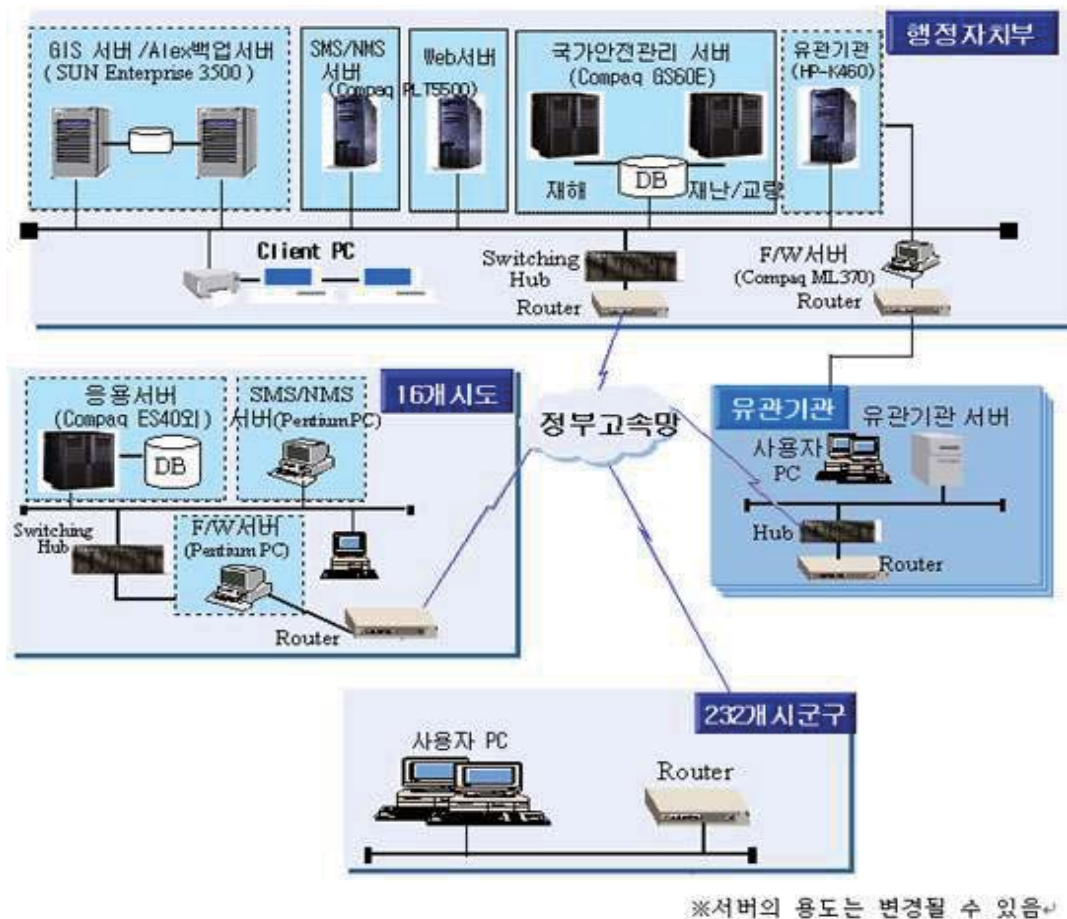 행정자치부
GIS 서버 /Alex백업서버
( SUN Enterprise 3500 )
SMS/NMS
서버
(Compaq PLT5500)
Web서버
국가안전관리 서버
(Compaq GS60E)
재해
DB
재난/교량
유관기관
(HP-K460)
Client PC
Switching
Hub
Router
F/W서버
(Compaq ML370)
Router
16개시도
응용서버
(Compaq ES40외)
DB
SMS/NMS
서버(Pentium PC)
Switching
Hub
F/W서버
(Pentium PC)
Router
정부고속망
유관기관
유관기관 서버
사용자
PC
Hub
Router
232개시군구
사용자 PC
Router
※서버의 용도는 변경될 수 있음↵